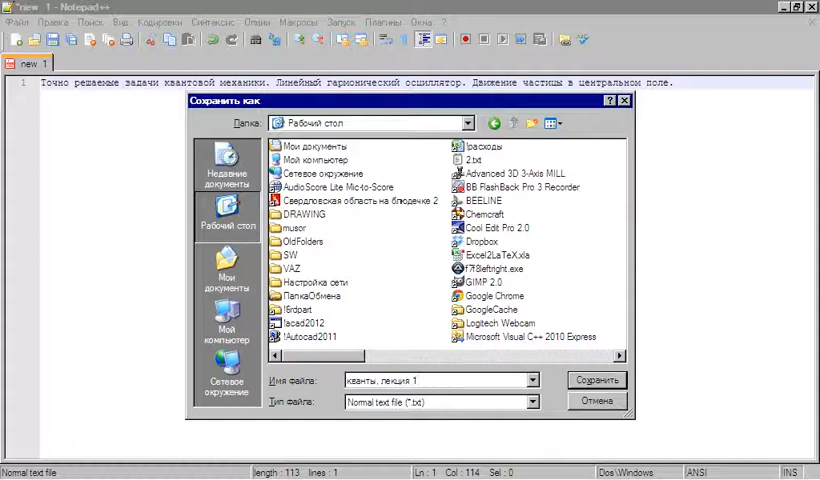 *new 1 - Notepad++
Файл Правка Поиск Вид Кодировки Синтаксис Опции Макросы Запуск Плагины Окна ?
new 1
1 Точно решаемые задачи квантовой механики. Линейный гармонический осциллятор. Движение частицы в центральном поле.
Сохранить как
Папка: Рабочий стол
Недавние документы
Рабочий стол
Мои документы
Мой компьютер
Сетевое окружение
Мои документы
Мой компьютер
Сетевое окружение
AudioScore Lite Mic-to-Score
Свердловская область на блюдечке 2
DRAWING
musor
OldFolders
SW
VAZ
Настройка сети
ПапкаОбмена
!6rdpart
!acad2012
!Autocad2011
!расходы
2.txt
Advanced 3D 3-Axis MILL
BB FlashBack Pro 3 Recorder
BEELINE
Chemcraft
Cool Edit Pro 2.0
Dropbox
Excel2LaTeX.xla
f7f8leftright.exe
GIMP 2.0
Google Chrome
GoogleCache
Logitech Webcam
Microsoft Visual C++ 2010 Express
Имя файла: кванты, лекция 1 Сохранить
Тип файла: Normal text file (*.txt) Отмена
Normal text file length : 113 lines : 1 Ln : 1 Col : 114 Sel : 0 Dos\Windows ANSI INS